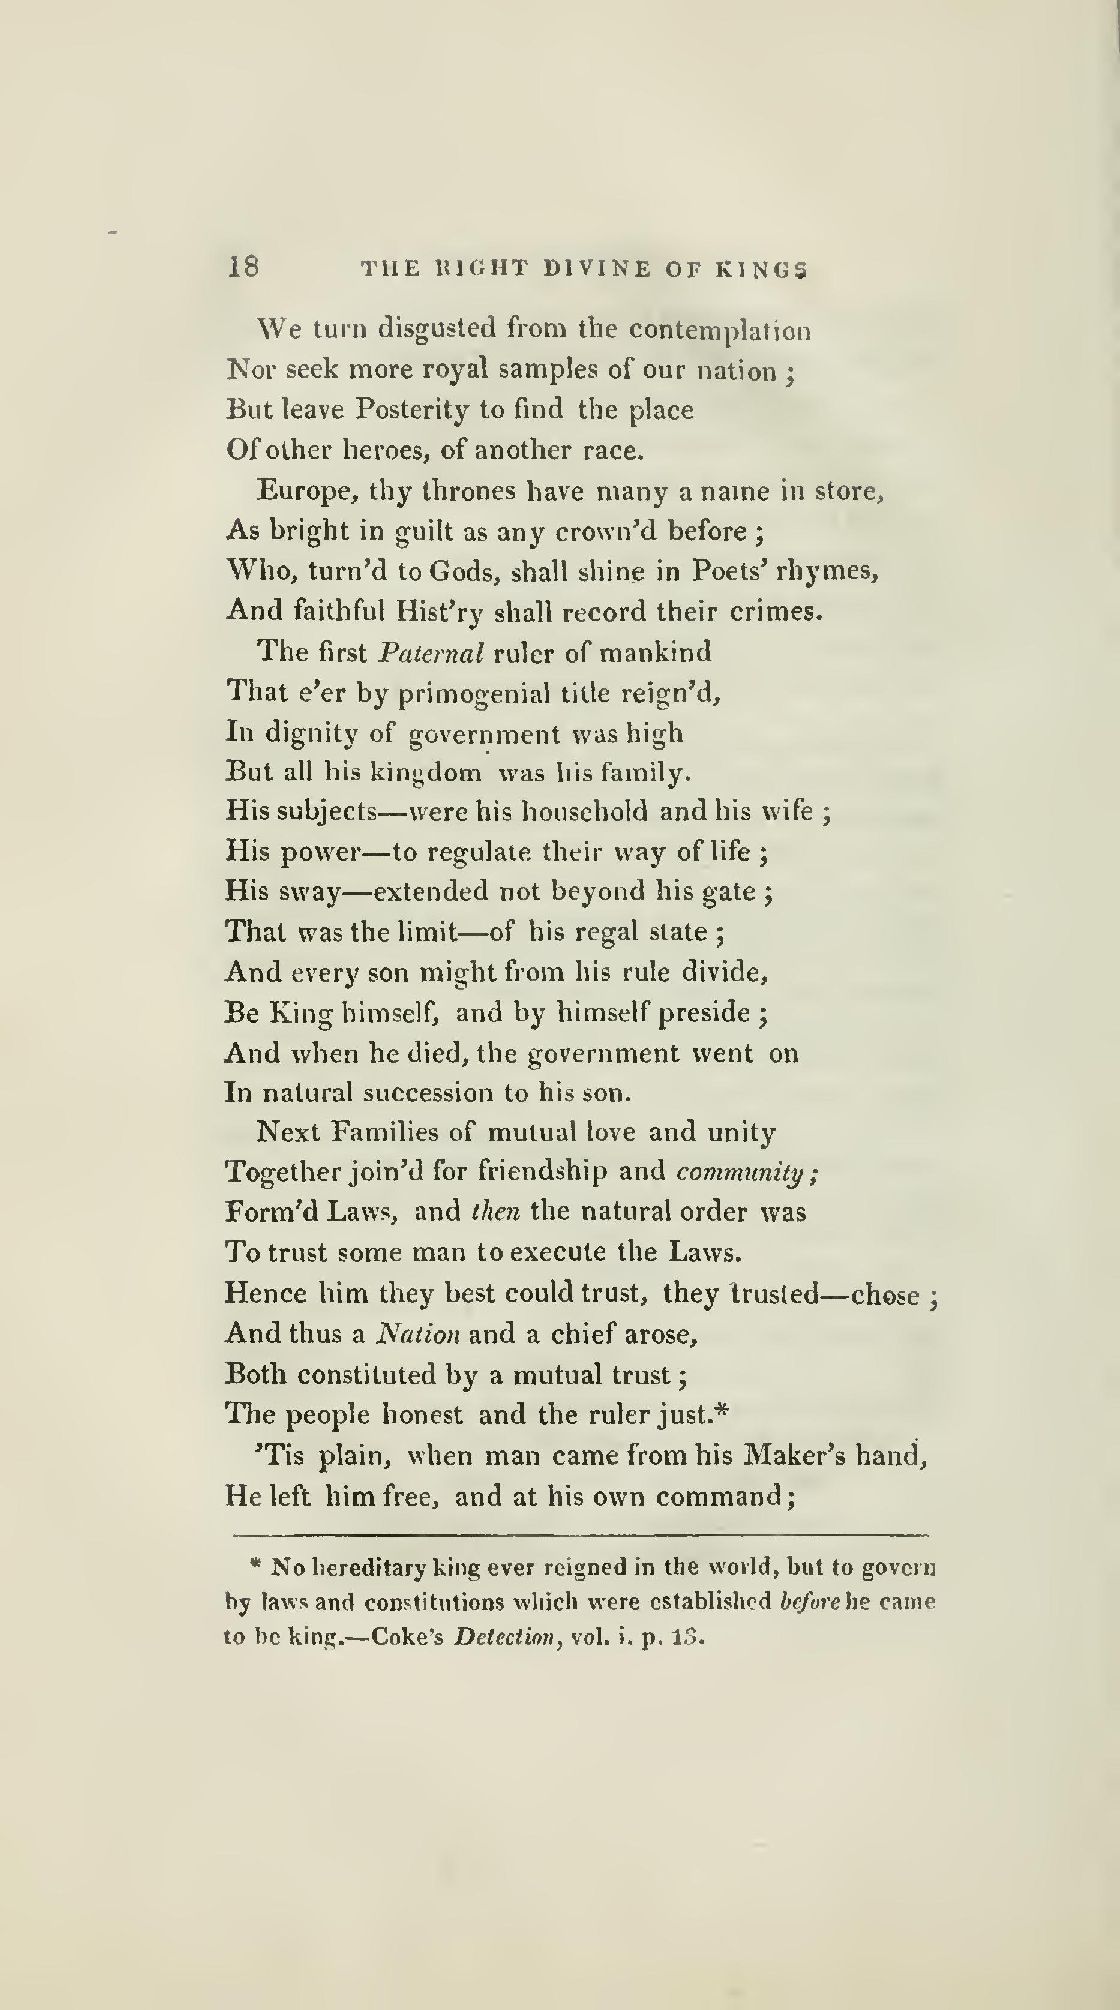 18 THE RIGHT DIVINE OF KINGS
We turn disgusted from the contemplation
Nor seek more royal samples of our nation ;
But leave Posterity to find the place
Of other heroes, of another race.
Europe, thy thrones have many a name in store,
As bright in guilt as any crown'd before ;
Who, turn'd to Gods, shall shine in Poets' rhymes,
And faithful Hist'ry shall record their crimes.
The first Paternal ruler of mankind
That e'er by primogenial title reign'd,
In dignity of government was high
But all his kingdom was his family.
His subjects—were his household and his wife ;
His power—to regulate their way of life ;
His sway—extended not beyond his gate ;
That was the limit—of his regal state ;
And every son might from his rule divide,
Be King himself, and by himself preside ;
And when he died, the government went on
In natural succession to his son.
Next Families of mutual love and unity
Together join'd for friendship and community ;
Form'd Laws, and then the natural order was
To trust some man to execute the Laws.
Hence him they best could trust, they trusted—chose ;
And thus a Nation and a chief arose,
Both constituted by a mutual trust ;
The people honest and the ruler just.*
'Tis plain, when man came from his Maker's hand,
He left him free, and at his own command ;
* No hereditary king ever reigned in the world, but to govern
by laws and constitutions which were established before he came
to be king.—Coke's Detection, vol. i. p. 13.